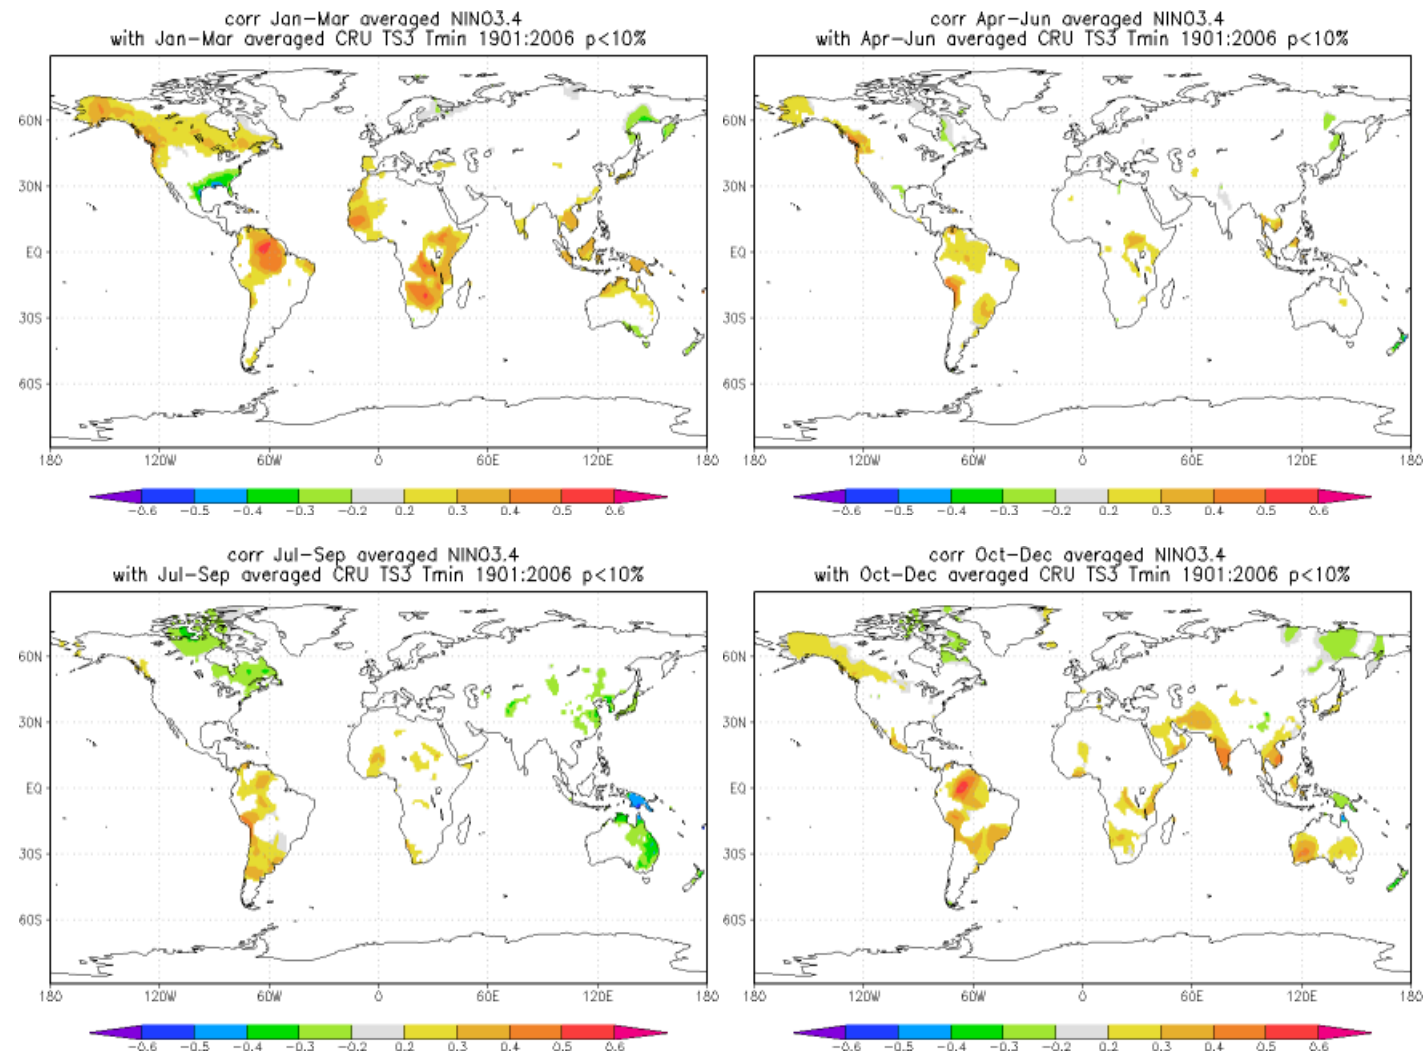 corr Jan-Mar averaged NINO3.4
with Jan-Mar averaged CRU TS3 Tmin 1901:2006 p<10%
60N
30N
EQ
30S
60S
180 120W 60W 0 60E 120E 180
-0.6 -0.5 -0.4 -0.3 -0.2 0.2 0.3 0.4 0.5 0.6
corr Apr-Jun averaged NINO3.4
with Apr-Jun averaged CRU TS3 Tmin 1901:2006 p<10%
60N
30N
EQ
30S
60S
180 120W 60W 0 60E 120E 180
-0.6 -0.5 -0.4 -0.3 -0.2 0.2 0.3 0.4 0.5 0.6
corr Jul-Sep averaged NINO3.4
with Jul-Sep averaged CRU TS3 Tmin 1901:2006 p<10%
60N
30N
EQ
30S
60S
180 120W 60W 0 60E 120E 180
-0.6 -0.5 -0.4 -0.3 -0.2 0.2 0.3 0.4 0.5 0.6
corr Oct-Dec averaged NINO3.4
with Oct-Dec averaged CRU TS3 Tmin 1901:2006 p<10%
60N
30N
EQ
30S
60S
180 120W 60W 0 60E 120E 180
-0.6 -0.5 -0.4 -0.3 -0.2 0.2 0.3 0.4 0.5 0.6